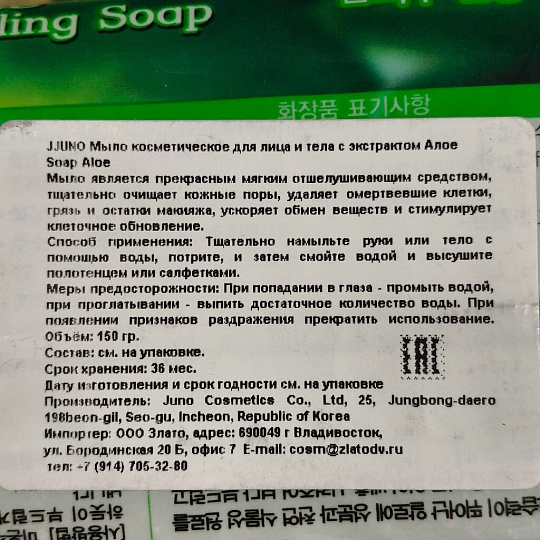 ling Soap
화장품 표기사항
JJUNO Мыло косметическое для лица и тела с экстрактом Алое
Soap Aloe
Мыло является прекрасным мягким отшелушивающим средством,
тщательно очищает кожные поры, удаляет омертвевшие клетки,
грязь и остатки макияжа, ускоряет обмен веществ и стимулирует
клеточное обновление.
Способ применения: Тщательно намыльте руки или тело с
помощью воды, потрите, и затем смойте водой и высушите
полотенцем или салфетками.
Меры предосторожности: При попадании в глаза - промыть водой,
при проглатывании - выпить достаточное количество воды. При
появлении признаков раздражения прекратить использование.
Объём: 150 гр.
Состав: см. на упаковке.
Срок хранения: 36 мес.
Дату изготовления и срок годности см. на упаковке
Производитель: Juno Cosmetics Co., Ltd, 25, Jungbong-daero
198beon-gil, Seo-gu, Incheon, Republic of Korea
Импортер: ООО Злато, адрес: 690049 г Владивосток,
ул. Бородинская 20 Б, офис 7 E-mail: cosm@zlatodv.ru
тел: +7 (914) 705-32-80
EAC